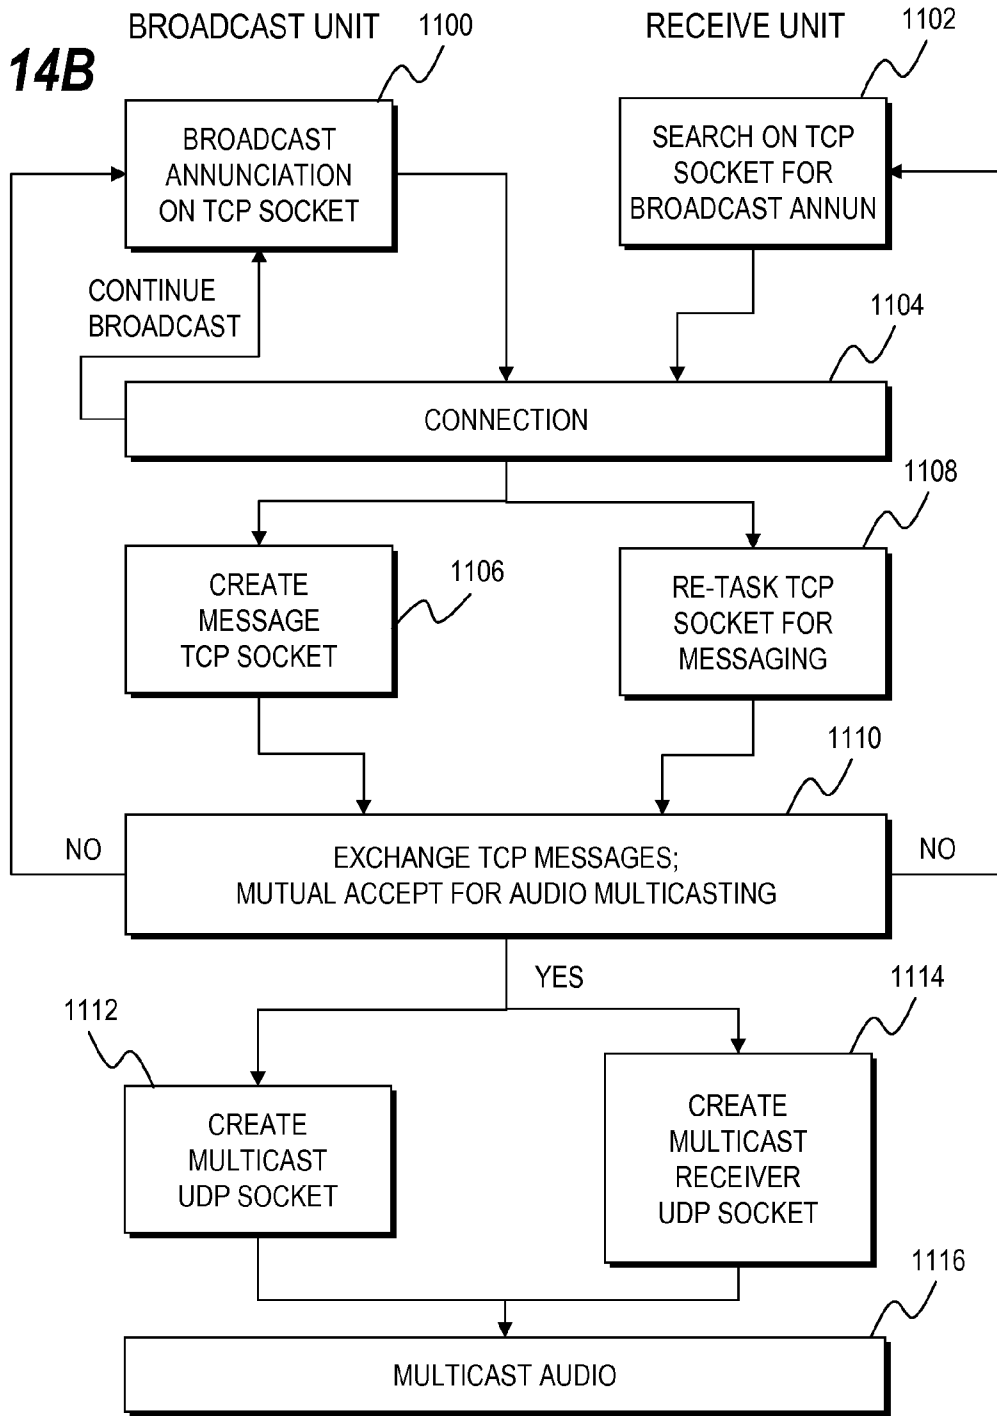 BROADCAST UNIT
1100
RECEIVE UNIT
1102
14B
BROADCAST
ANNUNCIATION
ON TCP SOCKET
SEARCH ON TCP
SOCKET FOR
BROADCAST ANNUN
CONTINUE
BROADCAST
1104
CONNECTION
1108
CREATE
MESSAGE
TCP SOCKET
1106
RE-TASK TCP
SOCKET FOR
MESSAGING
1110
NO
EXCHANGE TCP MESSAGES;
MUTUAL ACCEPT FOR AUDIO MULTICASTING
NO
YES
1112
1114
CREATE
MULTICAST
UDP SOCKET
CREATE
MULTICAST
RECEIVER
UDP SOCKET
1116
MULTICAST AUDIO